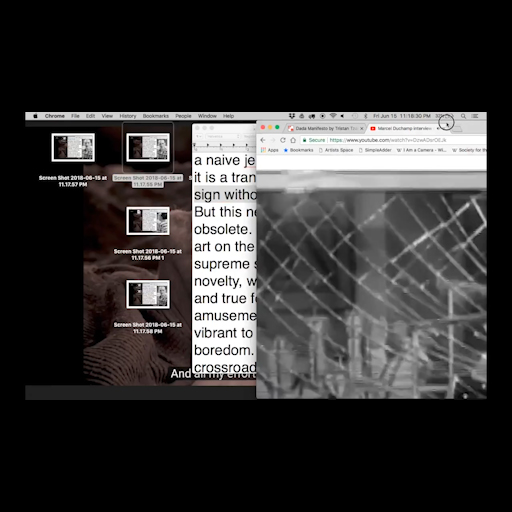 Chrome File Edit View History Bookmarks People Window Help
Fri Jun 15 11:18:30 PM
Dada Manifesto by Tristan Tza
Marcel Duchamp interview
Secure https://www.youtube.com/watch?v=
Apps Bookmarks Artists Space SimpleAdder I Am a Camera - Wi... Society for the
Screen Shot 2018-06-15 at
11.17.57 PM
Screen Shot 2018-06-15 at
11.17.55 PM
Screen Shot 2018-06-15 at
11.17.56 PM 1
Screen Shot 2018-06-15 at
11.17.58 PM
a naive je
it is a tran
sign witho
But this ne
obsolete.
art on the
supreme s
novelty, w
and true fo
amuseme
vibrant to
boredom.
crossroad
And all my effort